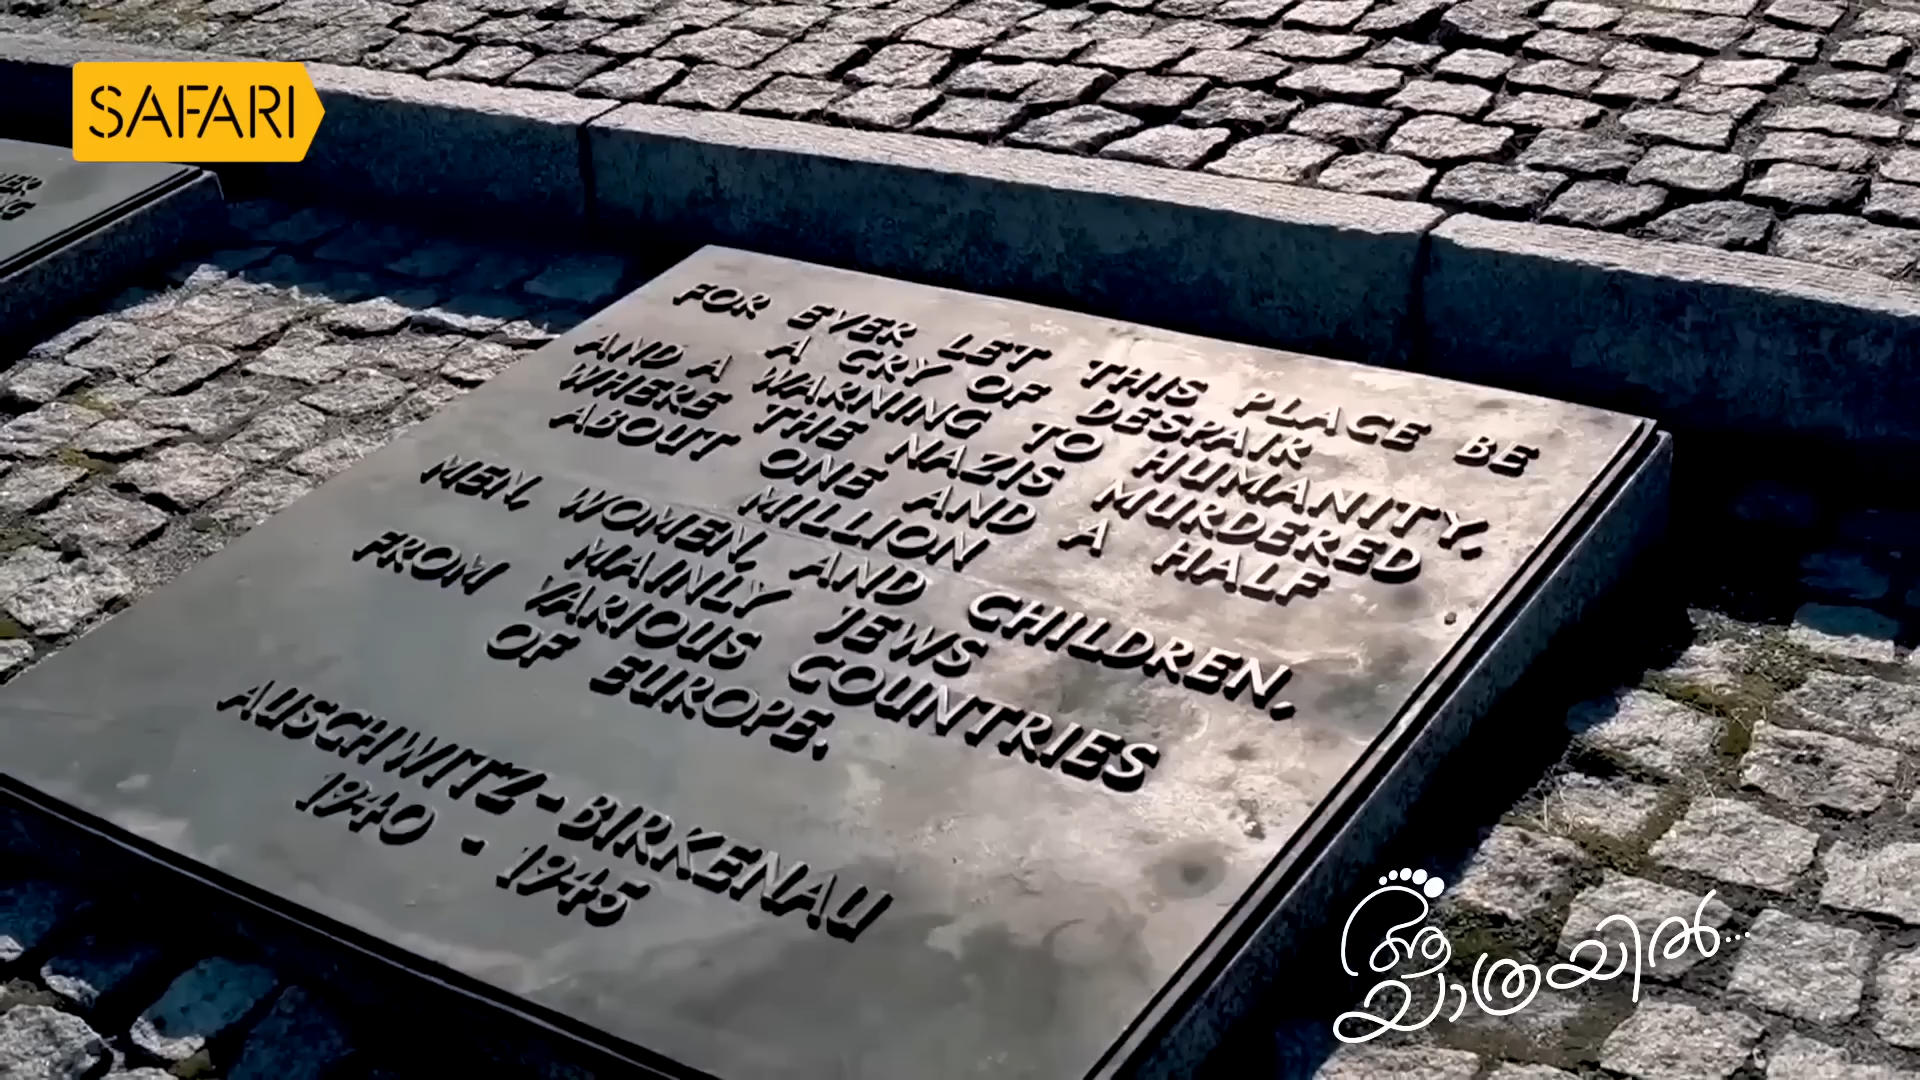 SAFARI
FOR EVER LET THIS PLACE BE
A CRY OF DESPAIR
AND A WARNING TO HUMANITY,
WHERE THE NAZIS MURDERED
ABOUT ONE AND A HALF
MILLION
MEN, WOMEN, AND CHILDREN,
MAINLY JEWS
FROM VARIOUS COUNTRIES
OF EUROPE.
AUSCHWITZ-BIRKENAU
1940 - 1945
ആ
യാത്രയിൽ...